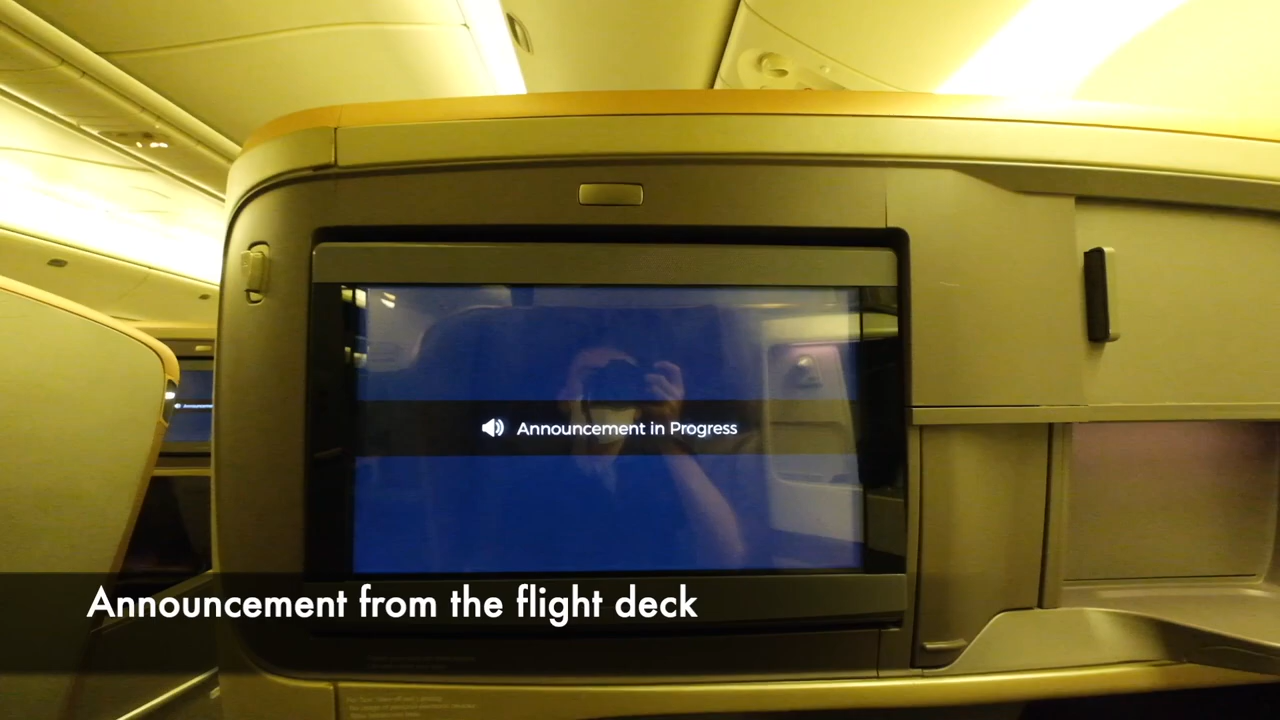 Announcement in Progress
Announcement from the flight deck